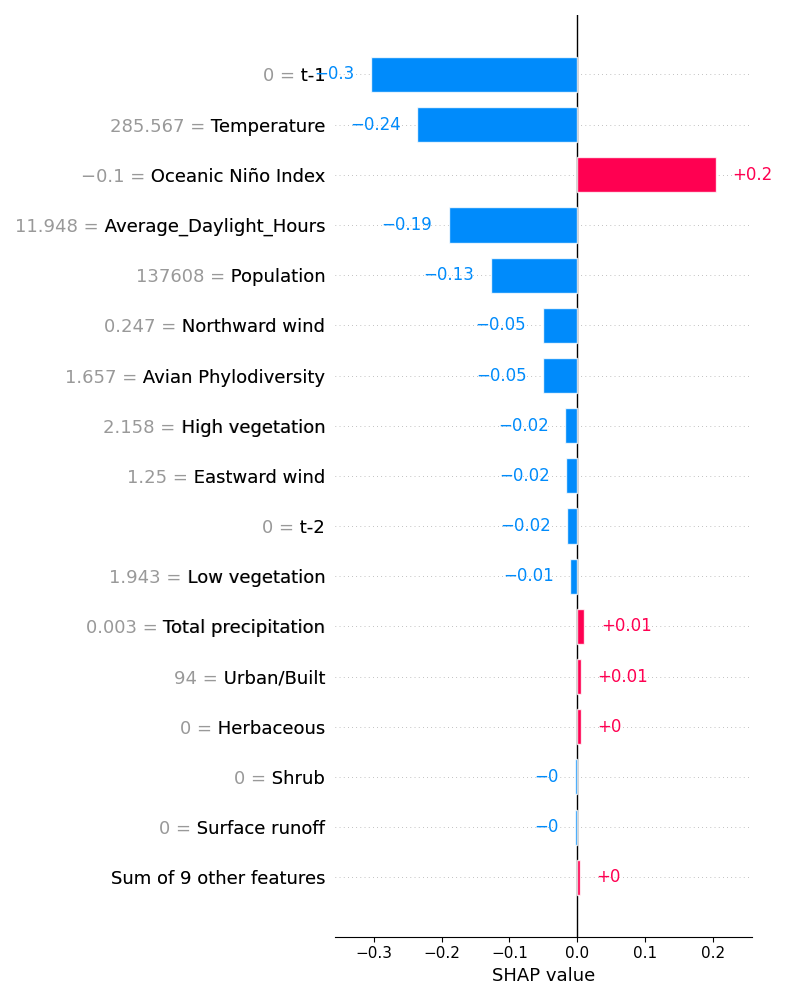 0 = t-1 −0.3
285.567 = Temperature −0.24
−0.1 = Oceanic Niño Index +0.2
11.948 = Average_Daylight_Hours −0.19
137608 = Population −0.13
0.247 = Northward wind −0.05
1.657 = Avian Phylodiversity −0.05
2.158 = High vegetation −0.02
1.25 = Eastward wind −0.02
0 = t-2 −0.02
1.943 = Low vegetation −0.01
0.003 = Total precipitation +0.01
94 = Urban/Built +0.01
0 = Herbaceous +0
0 = Shrub −0
0 = Surface runoff −0
Sum of 9 other features +0
−0.3 −0.2 −0.1 0.0 0.1 0.2
SHAP value